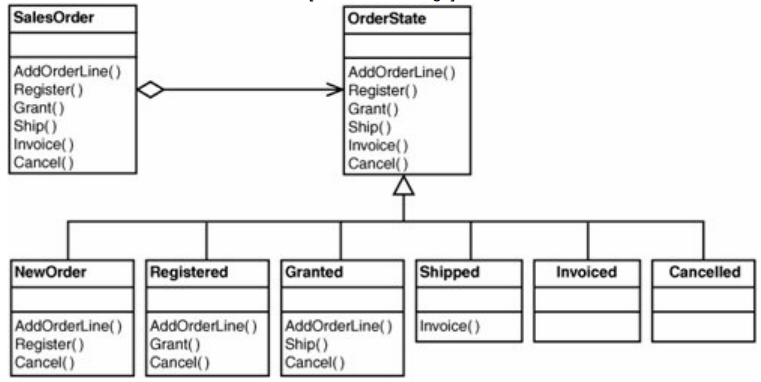 SalesOrder
AddOrderLine()
Register()
Grant()
Ship()
Invoice()
Cancel()
OrderState
AddOrderLine()
Register()
Grant()
Ship()
Invoice()
Cancel()
NewOrder
AddOrderLine()
Register()
Cancel()
Registered
AddOrderLine()
Grant()
Cancel()
Granted
AddOrderLine()
Ship()
Cancel()
Shipped
Invoice()
Invoiced
Cancelled